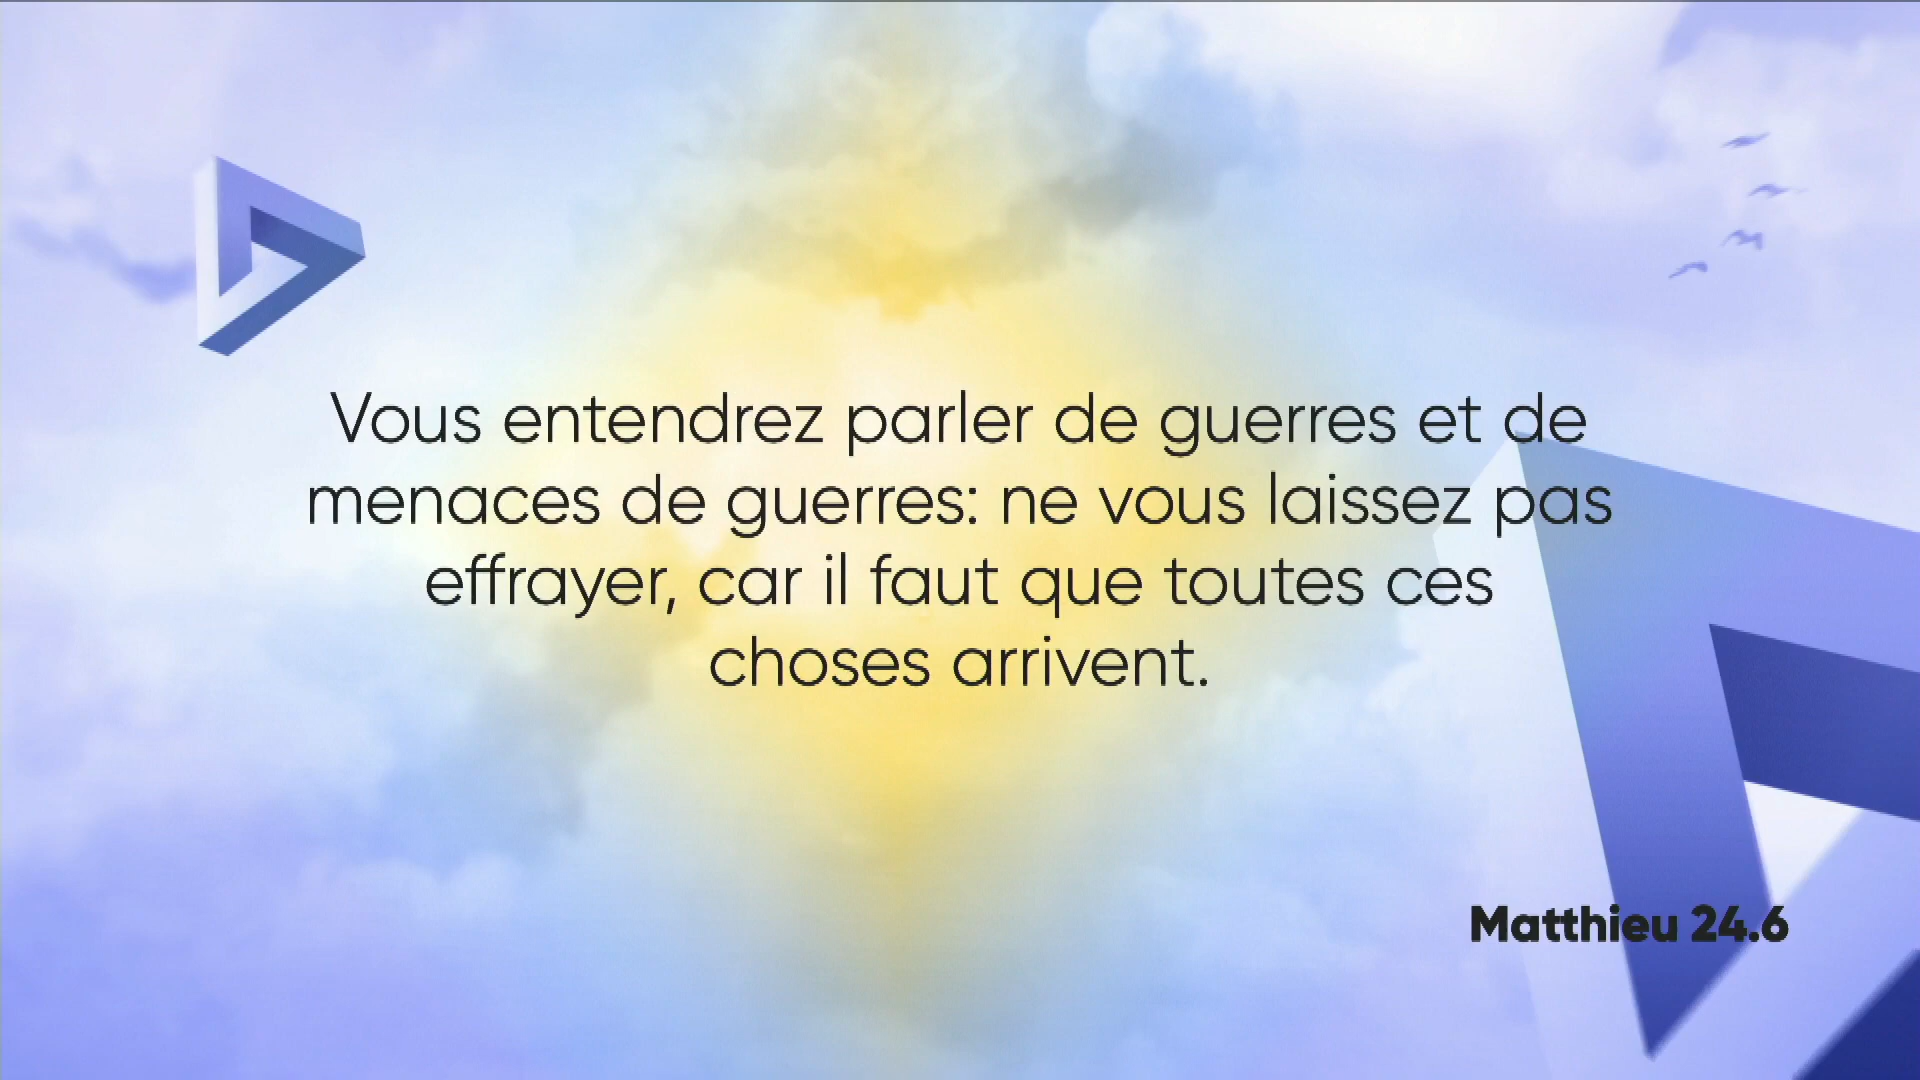 Vous entendrez parler de guerres et de
menaces de guerres: ne vous laissez pas
effrayer, car il faut que toutes ces
choses arrivent.
Matthieu 24.6